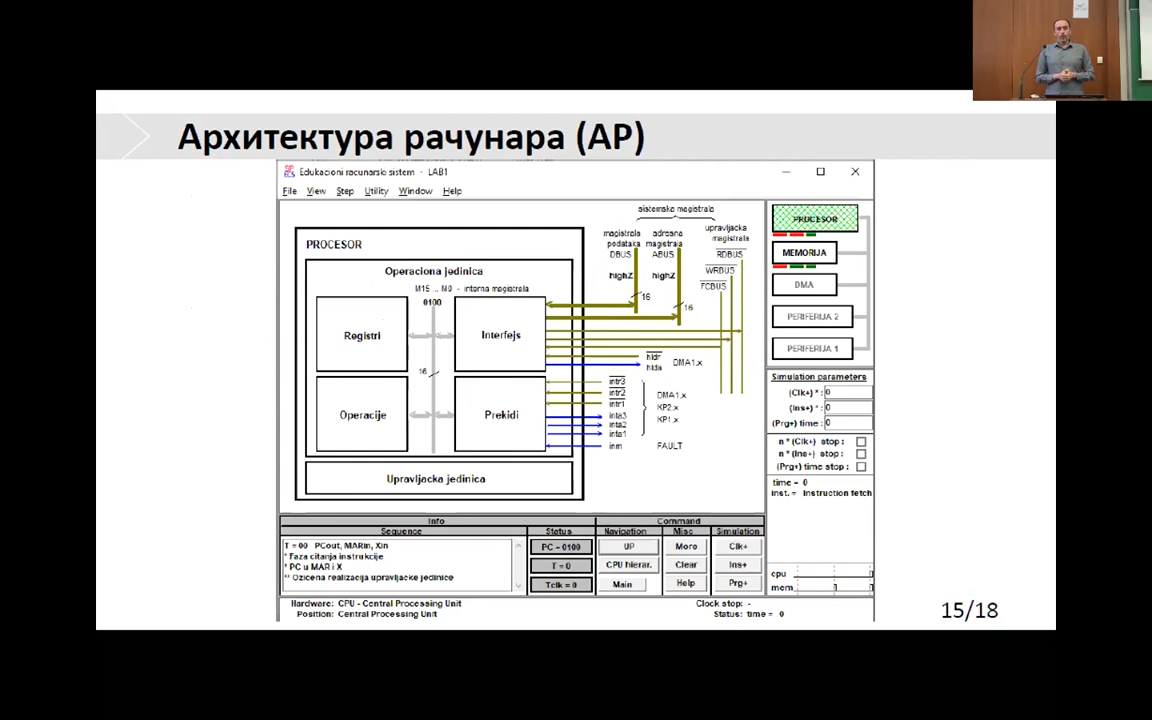 Архитектура рачунара (АР)
Edukacioni racunarski sistem - LAB1
File View Step Utility Window Help
sistemska magistrala
magistrala podataka DBUS
adresna magistrala ABUS
upravljacka magistrala
RDBUS
WRBUS
FCBUS
highZ highZ
16
16
PROCESOR
Operaciona jedinica
M15 ... M0 - interna magistrala
0100
Registri
Interfejs
16
Operacije
Prekidi
Upravljacka jedinica
hldr
hlda
DMA1.x
intr3
intr2
intr1
inta3
inta2
inta1
DMA1.x
KP2.x
KP1.x
inm FAULT
PROCESOR
MEMORIJA
DMA
PERIFERIJA 2
PERIFERIJA 1
Simulation parameters
(Clk+) * : 0
(Ins+) * : 0
(Prg+) time : 0
n * (Clk+) stop :
n * (Ins+) stop :
(Prg+) time stop :
time = 0
inst. = Instruction fetch
cpu
mem
Info
Sequence
Status
Command
Navigation Misc Simulation
T = 00 PCout, MARin, Xin
* Faza citanja instrukcije
* PC u MAR i X
** Ozicena realizacija upravljacke jedinice
PC = 0100
T = 0
Tclk = 0
UP More Clk+
CPU hierar. Clear Ins+
Main Help Prg+
Hardware: CPU - Central Processing Unit
Position: Central Processing Unit
Clock stop: -
Status: time = 0
15/18